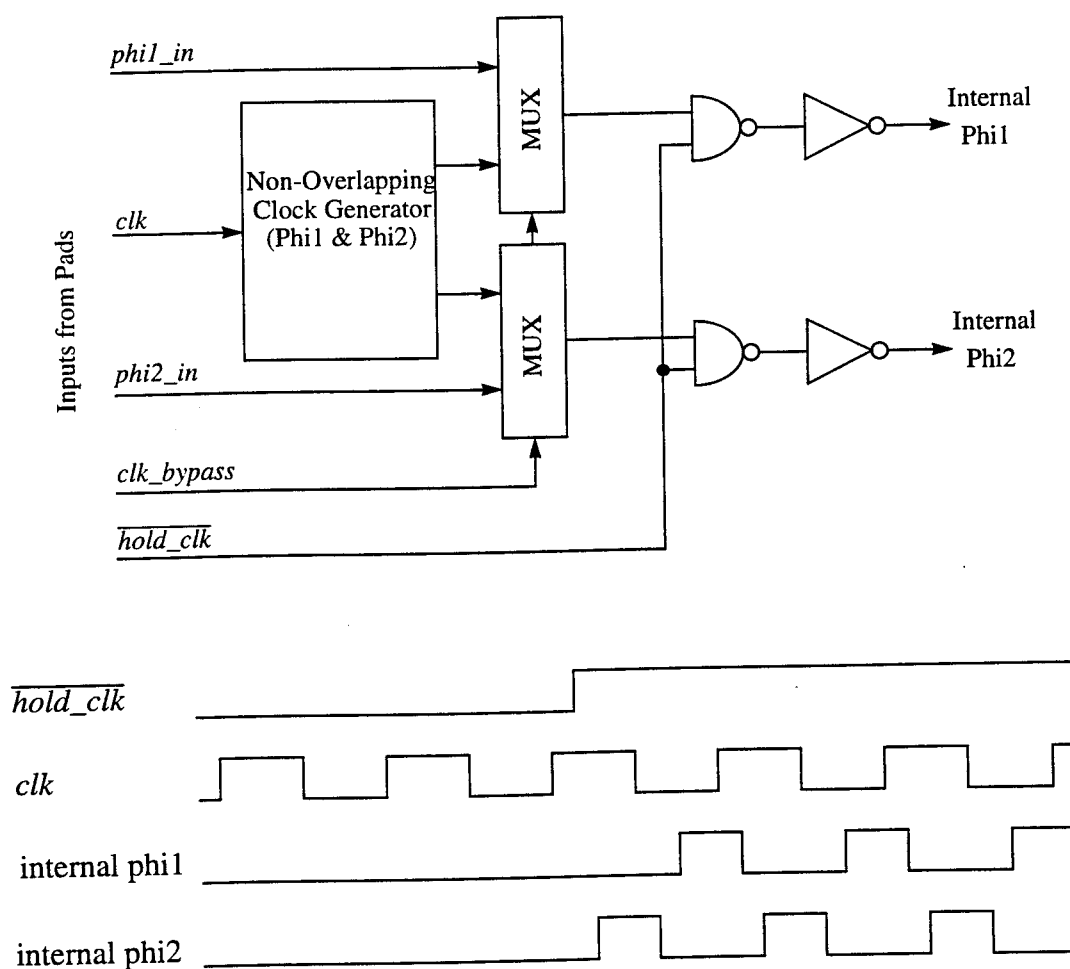 phi1_in
MUX
Internal
Phi1
Non-Overlapping
Clock Generator
(Phi1 & Phi2)
clk
Inputs from Pads
MUX
Internal
Phi2
phi2_in
clk_bypass
hold_clk
hold_clk
clk
internal phi1
internal phi2